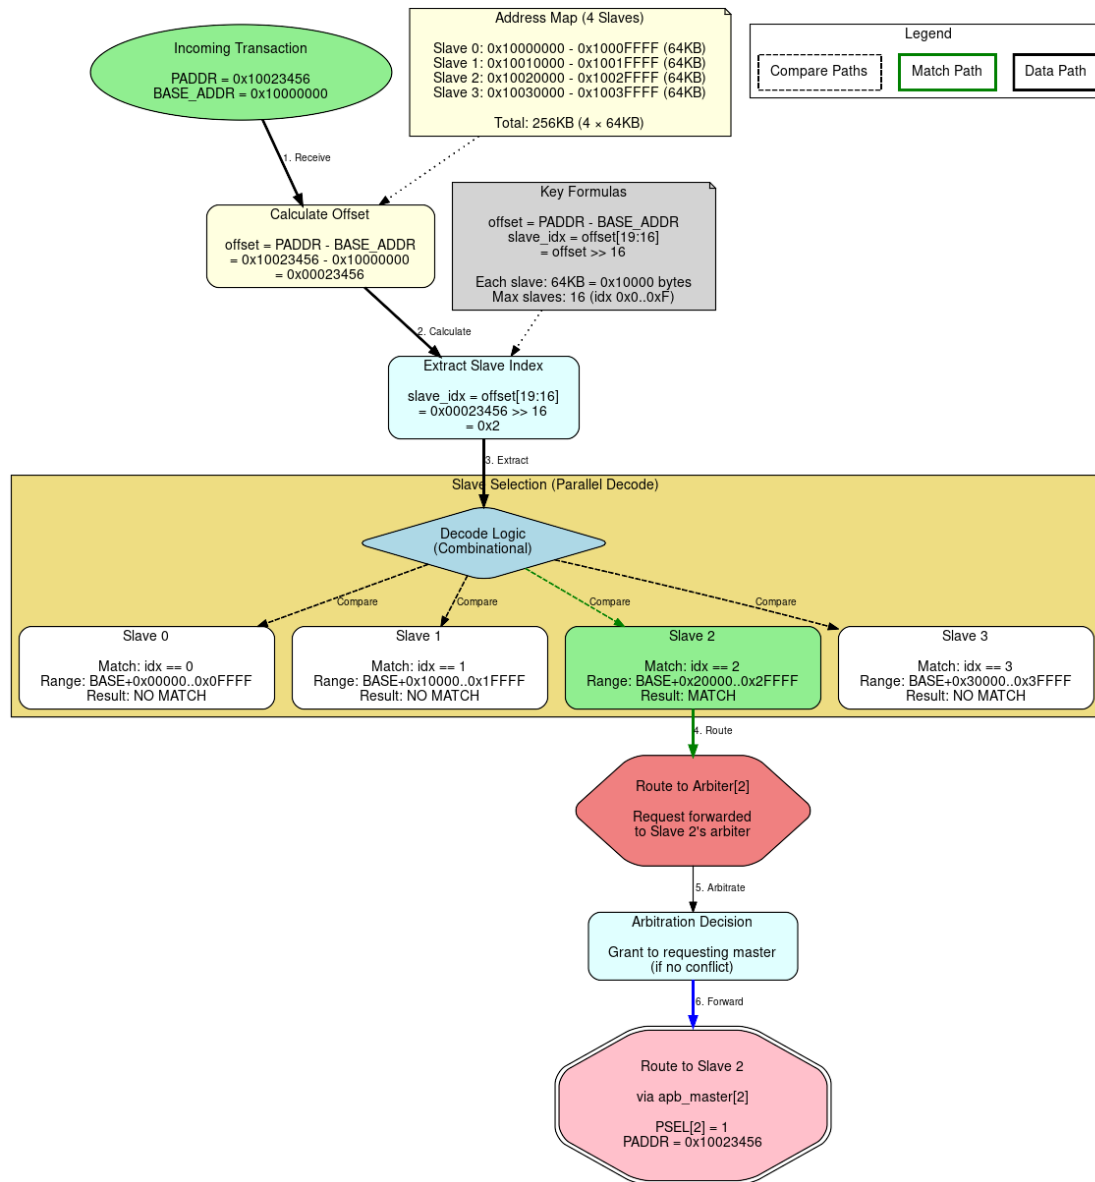 Incoming Transaction
PADDR = 0x10023456
BASE_ADDR = 0x10000000
Address Map (4 Slaves)
Slave 0: 0x10000000 - 0x1000FFFF (64KB)
Slave 1: 0x10010000 - 0x1001FFFF (64KB)
Slave 2: 0x10020000 - 0x1002FFFF (64KB)
Slave 3: 0x10030000 - 0x1003FFFF (64KB)
Total: 256KB (4 × 64KB)
Legend
Compare Paths
Match Path
Data Path
1. Receive
Calculate Offset
offset = PADDR - BASE_ADDR
= 0x10023456 - 0x10000000
= 0x00023456
Key Formulas
offset = PADDR - BASE_ADDR
slave_idx = offset[19:16]
= offset >> 16
Each slave: 64KB = 0x10000 bytes
Max slaves: 16 (idx 0x0..0xF)
2. Calculate
Extract Slave Index
slave_idx = offset[19:16]
= 0x00023456 >> 16
= 0x2
3. Extract
Slave Selection (Parallel Decode)
Decode Logic
(Combinational)
Compare
Compare
Compare
Compare
Slave 0
Match: idx == 0
Range: BASE+0x00000..0x0FFFF
Result: NO MATCH
Slave 1
Match: idx == 1
Range: BASE+0x10000..0x1FFFF
Result: NO MATCH
Slave 2
Match: idx == 2
Range: BASE+0x20000..0x2FFFF
Result: MATCH
Slave 3
Match: idx == 3
Range: BASE+0x30000..0x3FFFF
Result: NO MATCH
4. Route
Route to Arbiter[2]
Request forwarded
to Slave 2's arbiter
5. Arbitrate
Arbitration Decision
Grant to requesting master
(if no conflict)
6. Forward
Route to Slave 2
via apb_master[2]
PSEL[2] = 1
PADDR = 0x10023456